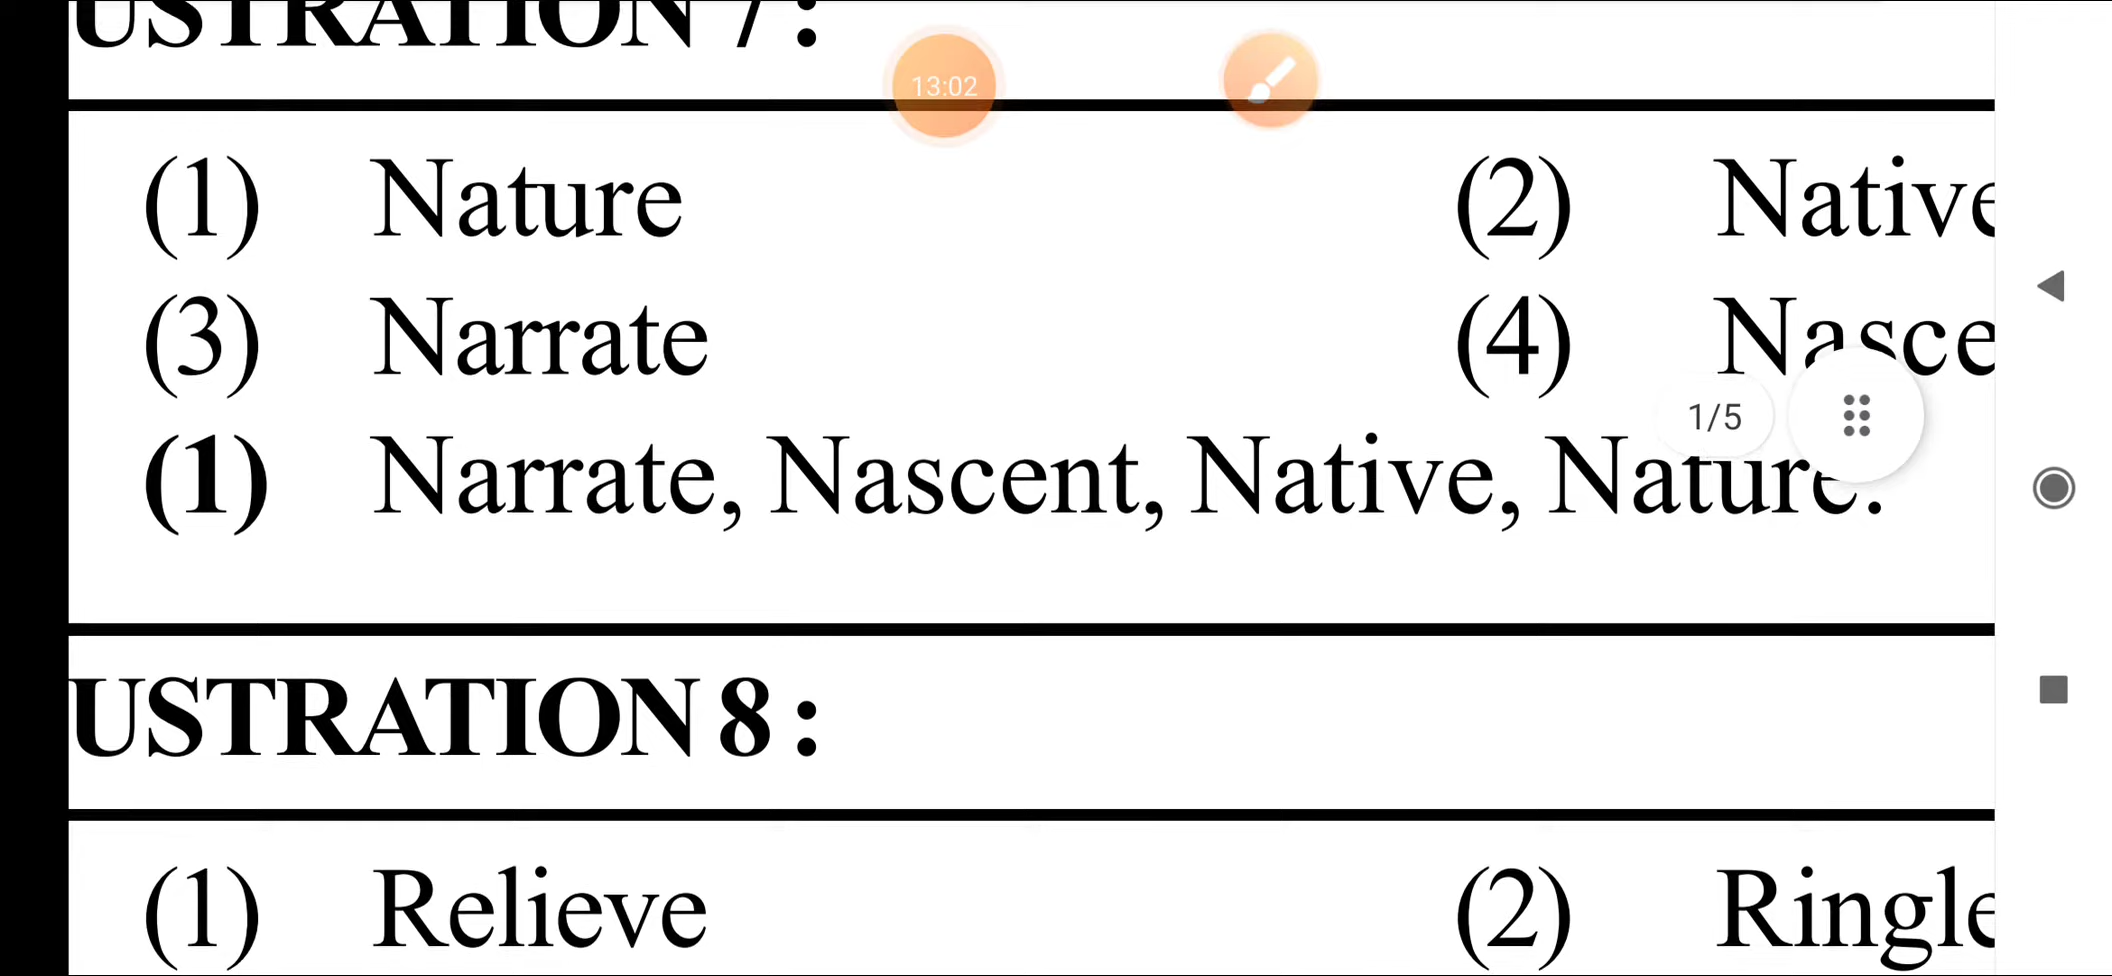 USTRATION 7 :
13:02
(1) Nature (2) Native
(3) Narrate (4) Nasce
1/5
(1) Narrate, Nascent, Native, Nature.
USTRATION 8 :
(1) Relieve (2) Ringle